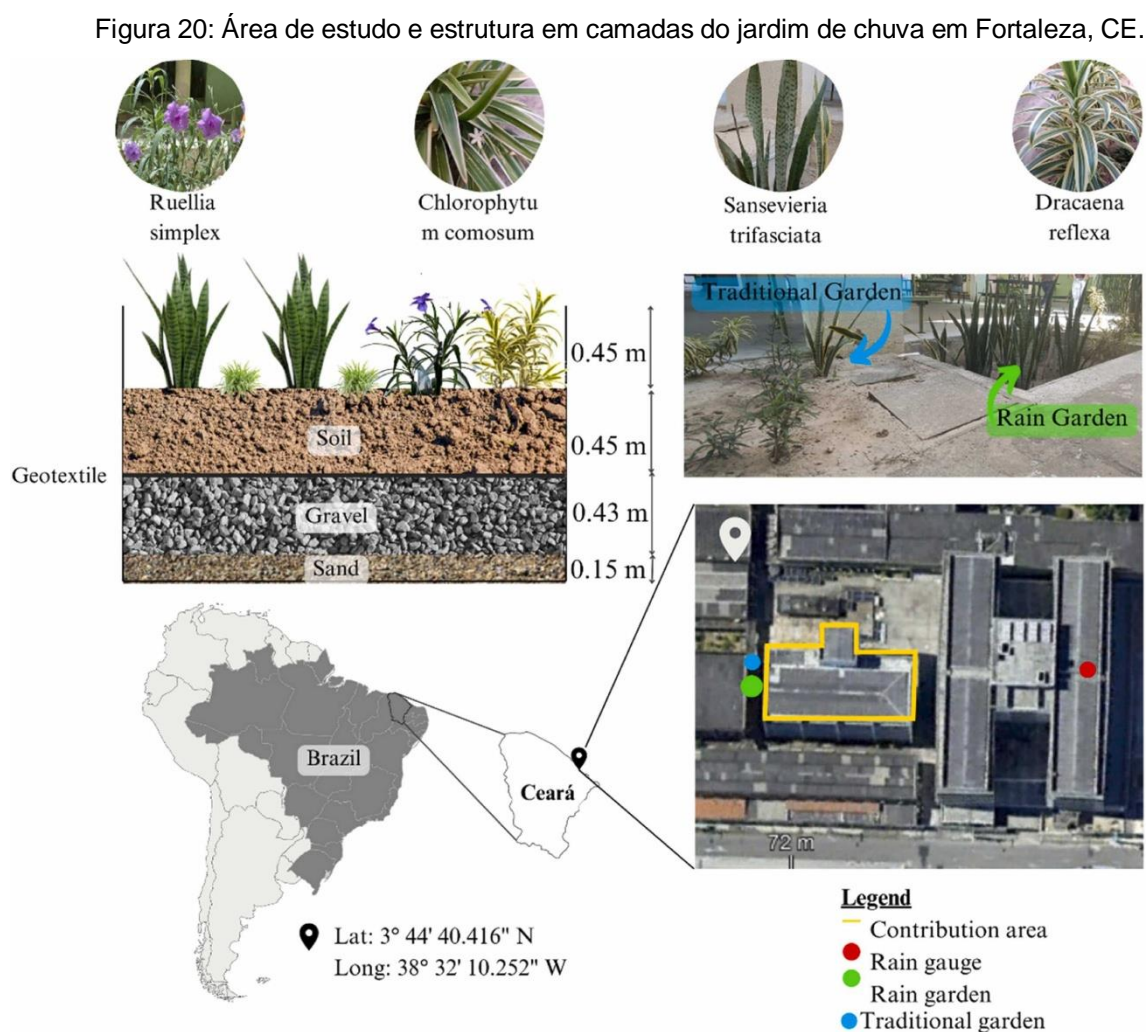 Figura 20: Área de estudo e estrutura em camadas do jardim de chuva em Fortaleza, CE.
Ruellia
simplex
Chlorophytu
m comosum
Sansevieria
trifasciata
Dracaena
reflexa
0.45 m
Soil
0.45 m
Geotextile
Gravel
0.43 m
Sand
0.15 m
Traditional Garden
Rain Garden
Brazil
Ceará
72 m
Lat: 3° 44' 40.416" N
Long: 38° 32' 10.252" W
Legend
Contribution area
Rain gauge
Rain garden
Traditional garden